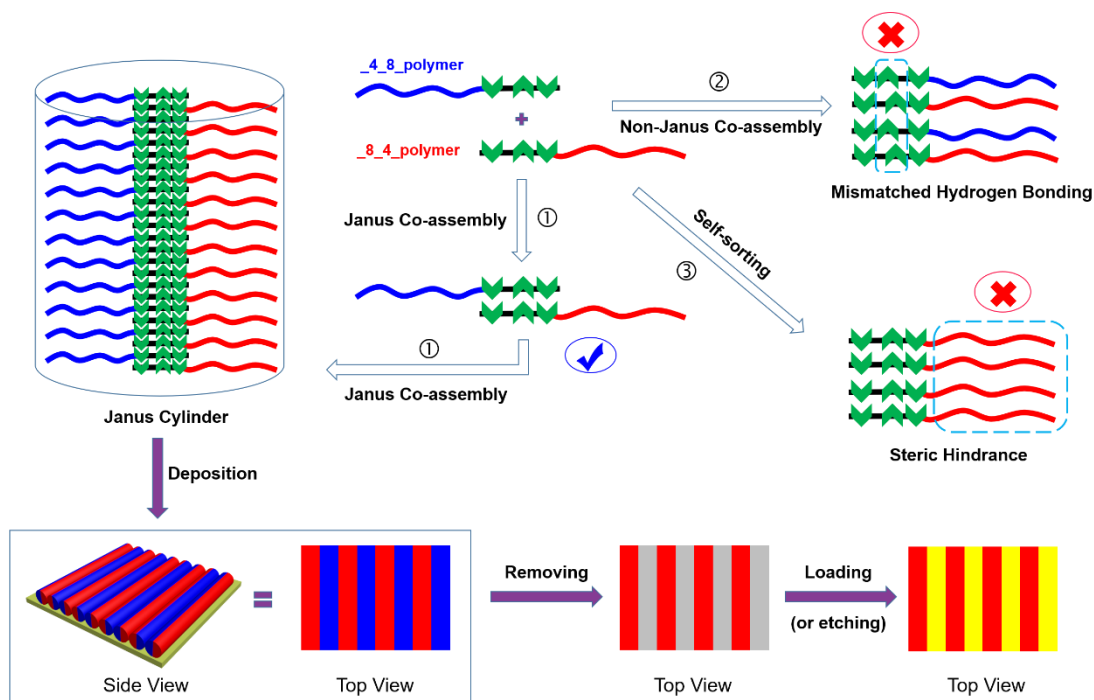 _4_8_polymer
+
_8_4_polymer
②
Non-Janus Co-assembly
Mismatched Hydrogen Bonding
Janus Co-assembly
①
Self-sorting
③
①
Janus Co-assembly
Steric Hindrance
Janus Cylinder
Deposition
=
Removing
Loading
(or etching)
Side View
Top View
Top View
Top View